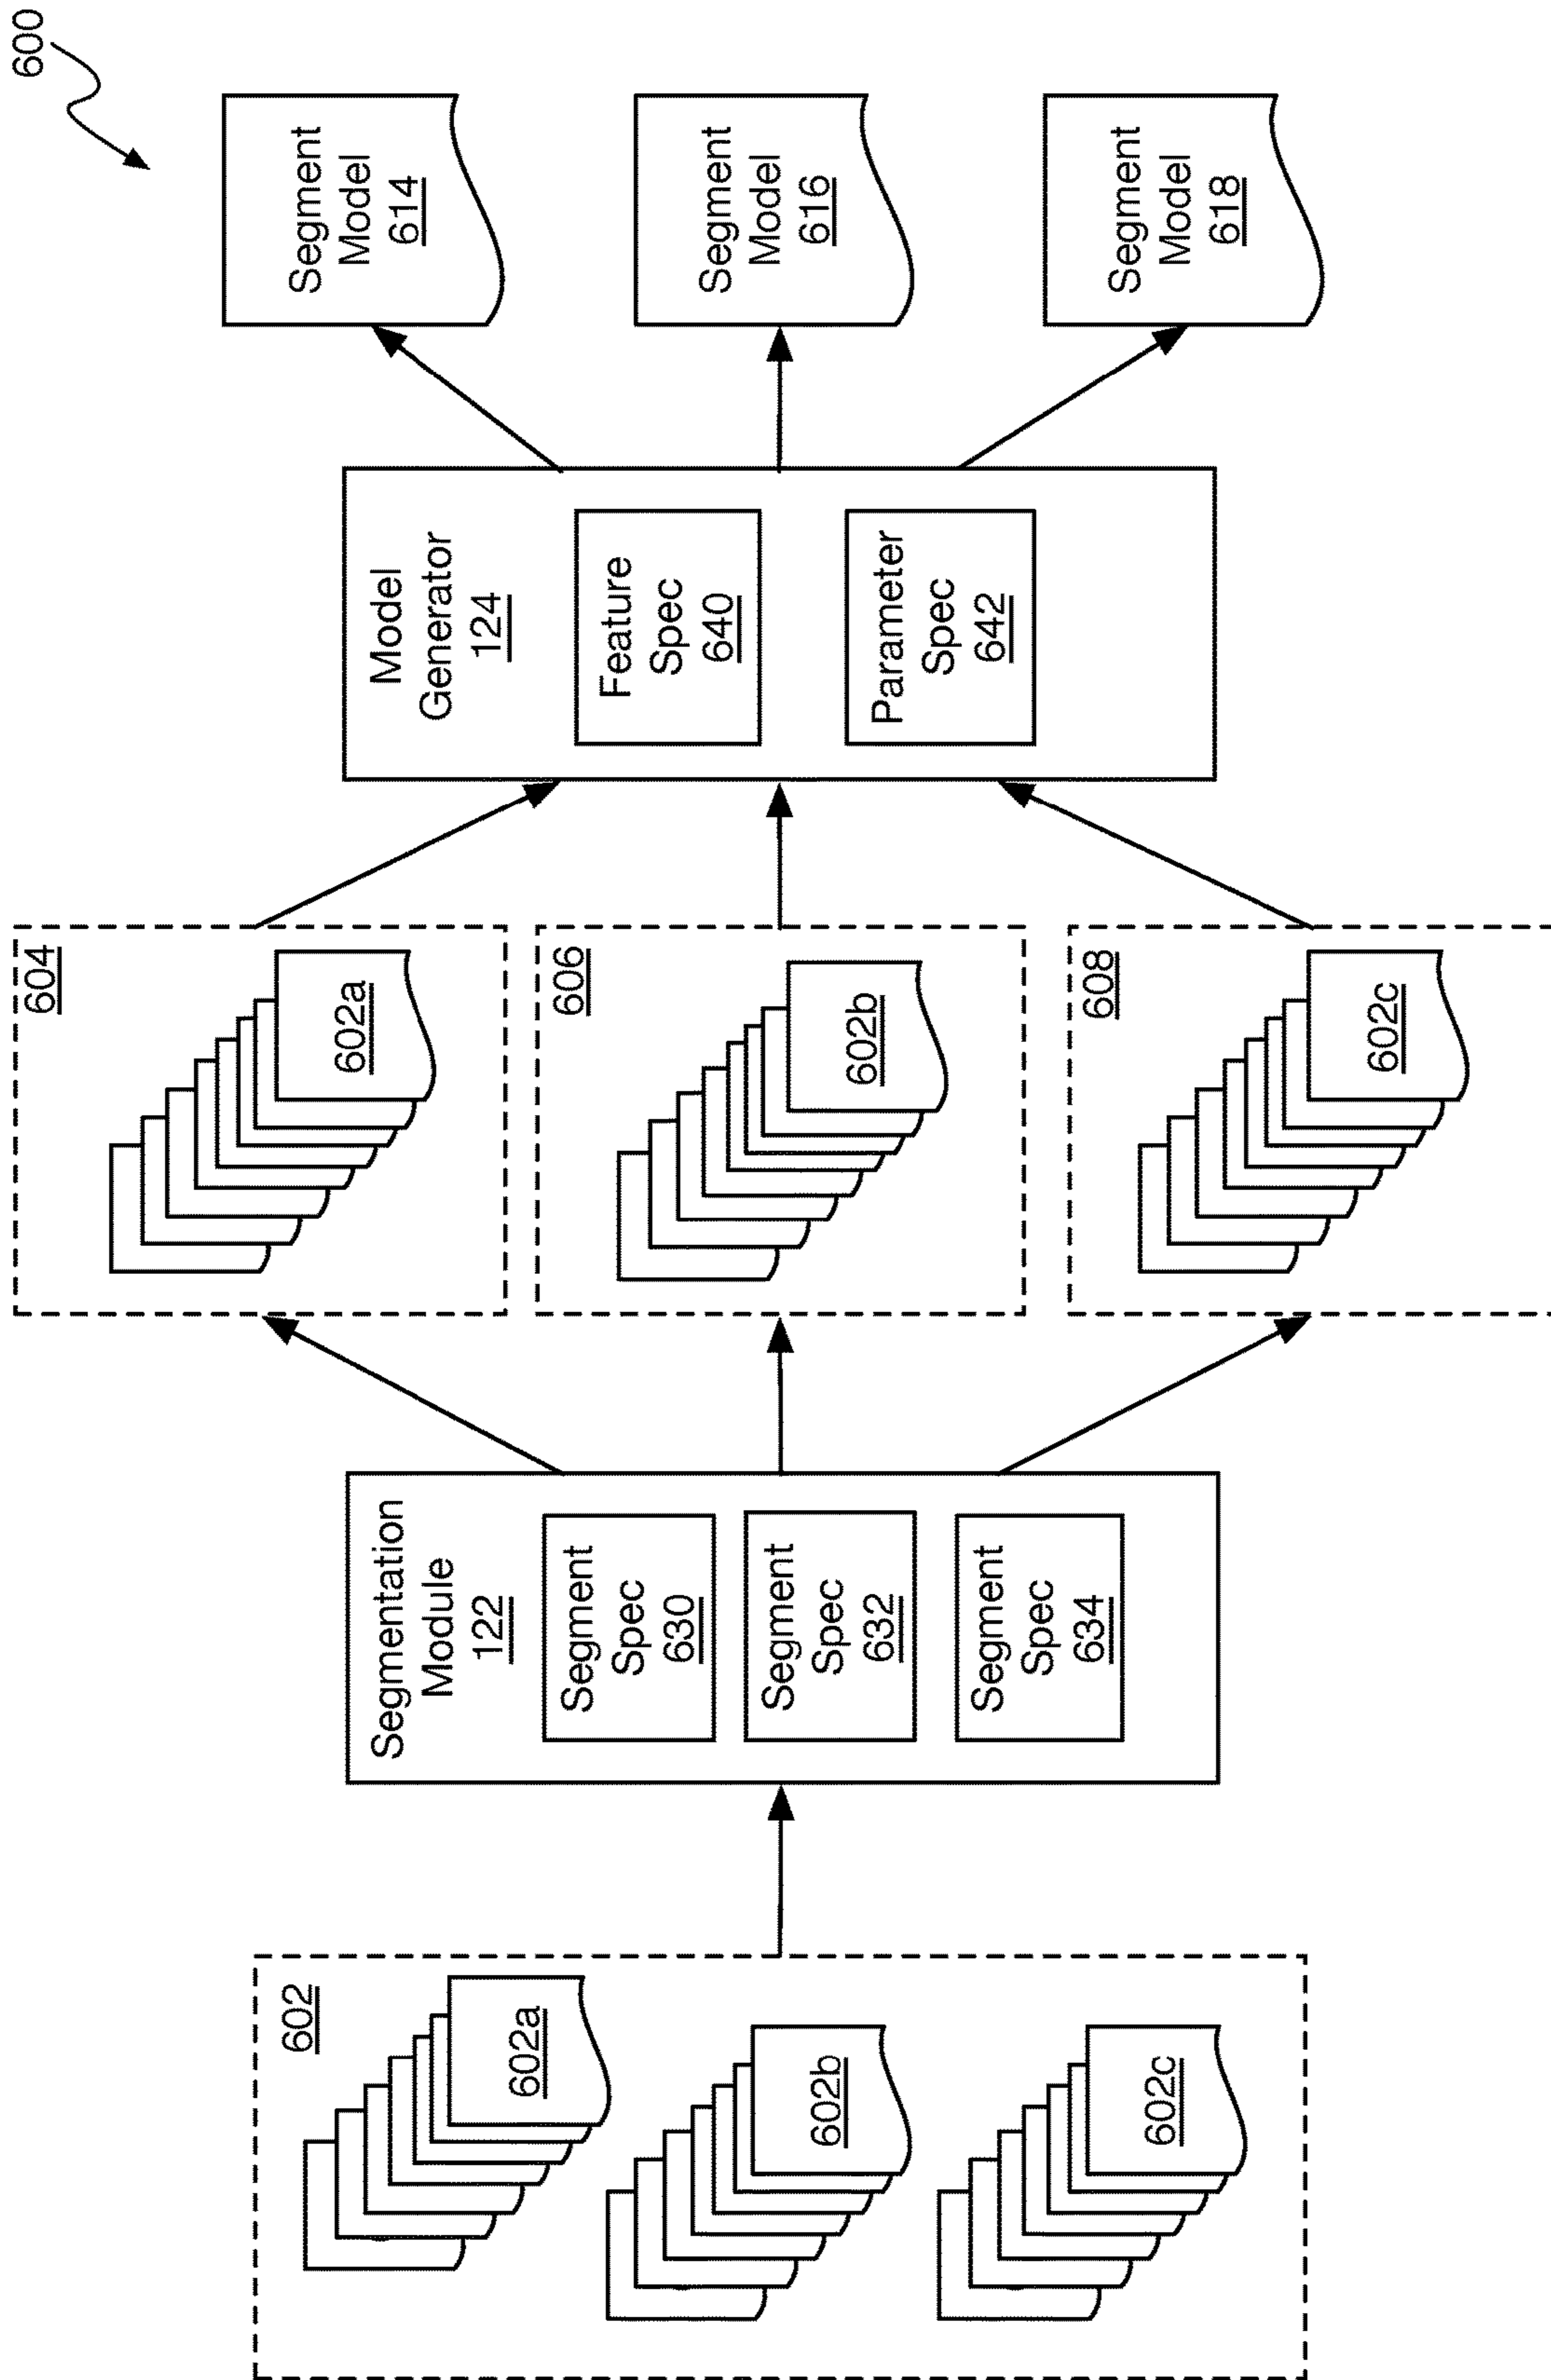 600
602
602a
602b
602c
Segmentation
Module
122
Segment
Spec
630
Segment
Spec
632
Segment
Spec
634
604
602a
606
602b
608
602c
Model
Generator
124
Feature
Spec
640
Parameter
Spec
642
Segment
Model
614
Segment
Model
616
Segment
Model
618